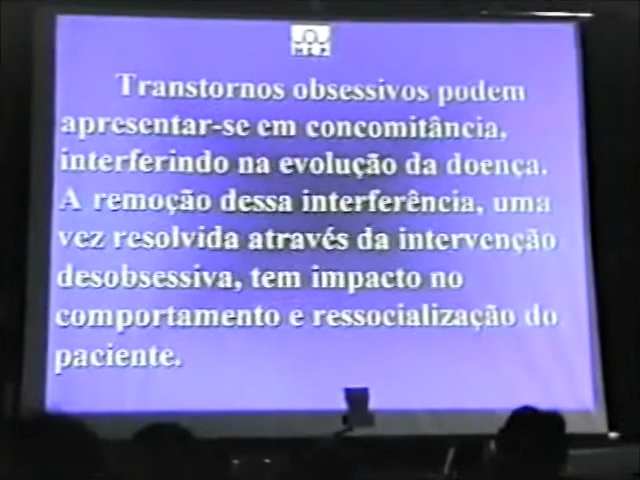 Transtornos obsessivos podem
apresentar-se em concomitância,
interferindo na evolução da doença.
A remoção dessa interferência, uma
vez resolvida através da intervenção
desobsessiva, tem impacto no
comportamento e ressocialização do
paciente.